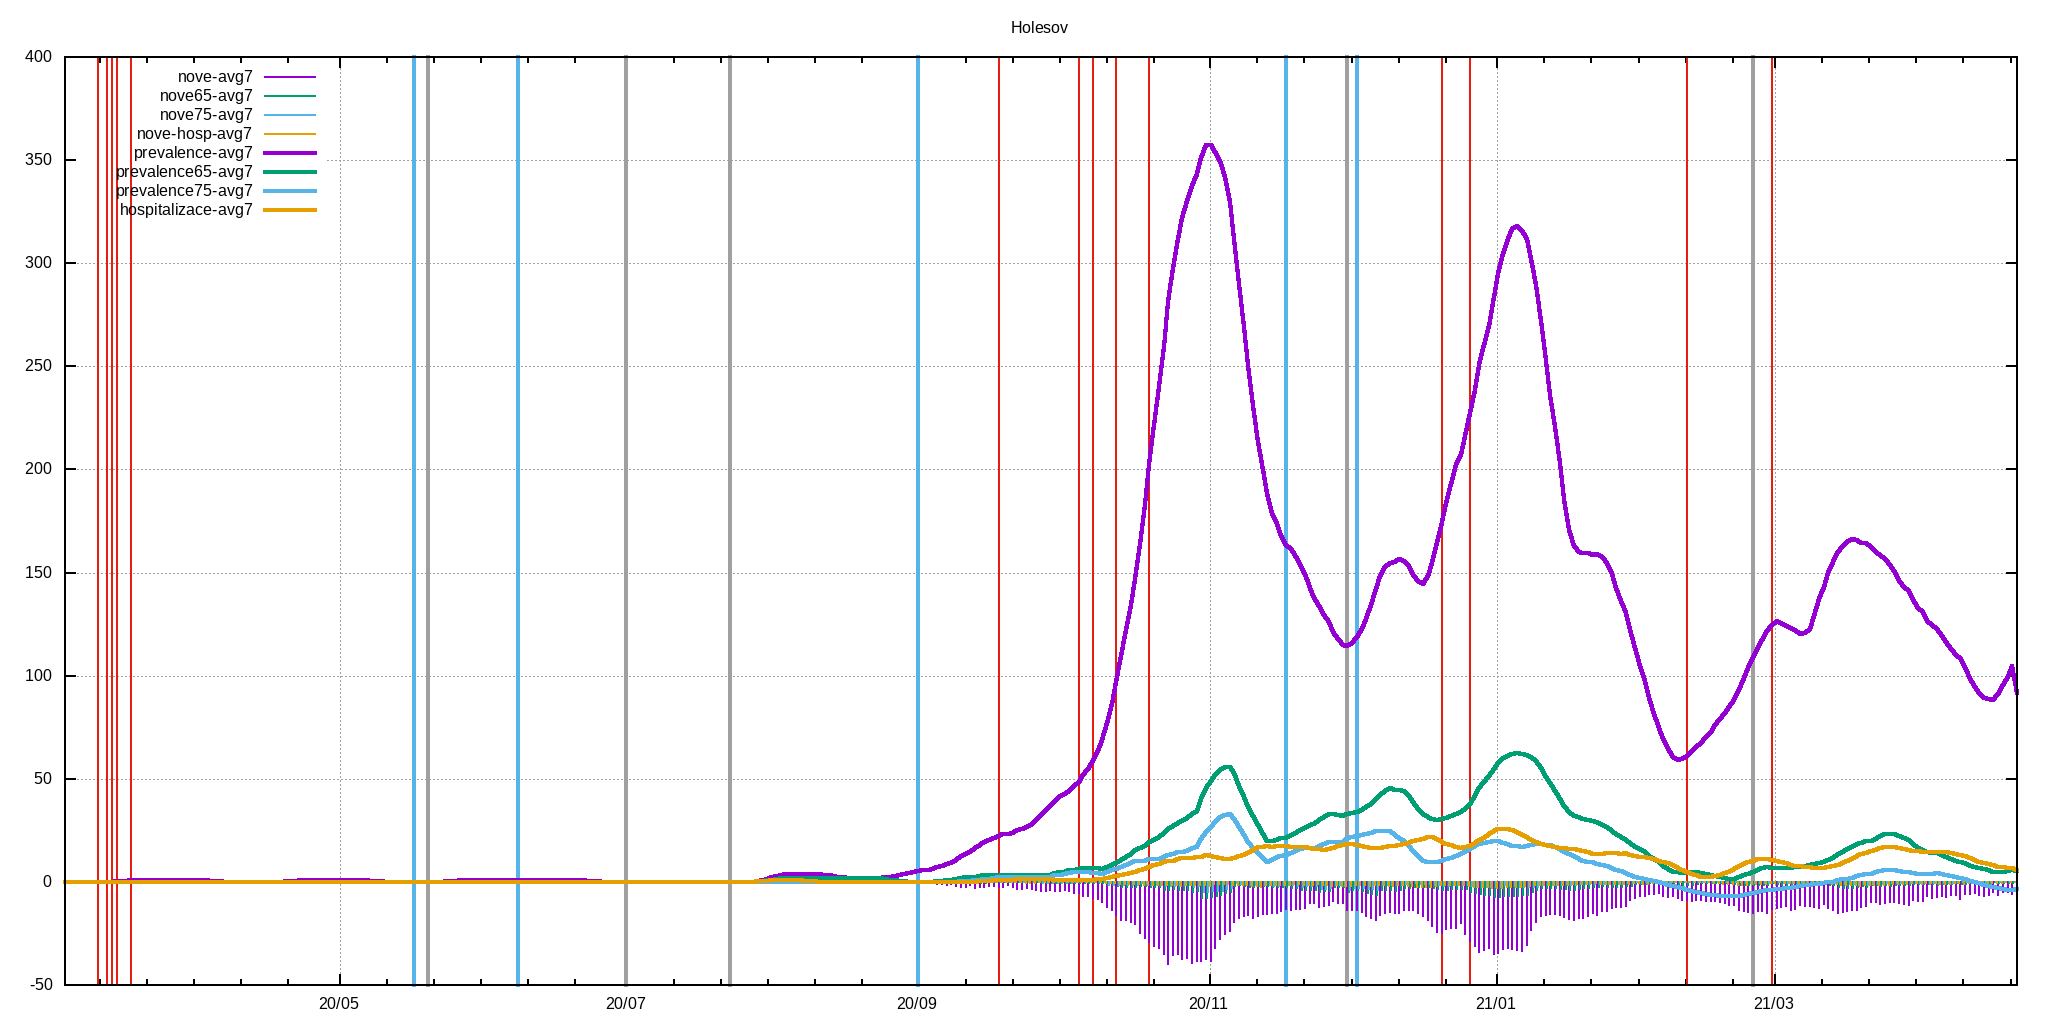 Holesov
400
350
300
250
200
150
100
50
0
-50
nove-avg7
nove65-avg7
nove75-avg7
nove-hosp-avg7
prevalence-avg7
prevalence65-avg7
prevalence75-avg7
hospitalizace-avg7
20/05
20/07
20/09
20/11
21/01
21/03